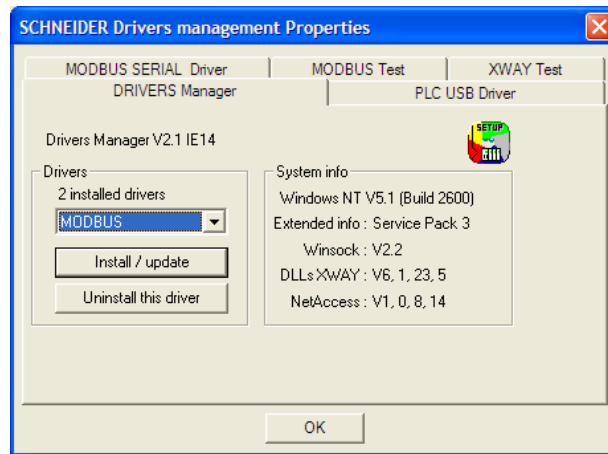 SCHNEIDER Drivers management Properties
MODBUS SERIAL Driver
MODBUS Test
XWAY Test
DRIVERS Manager
PLC USB Driver
Drivers Manager V2.1 IE14
SETUP
Drivers
2 installed drivers
MODBUS
Install / update
Uninstall this driver
System info
Windows NT V5.1 (Build 2600)
Extended info : Service Pack 3
Winsock : V2.2
DLLs XWAY : V6, 1, 23, 5
NetAccess : V1, 0, 8, 14
OK